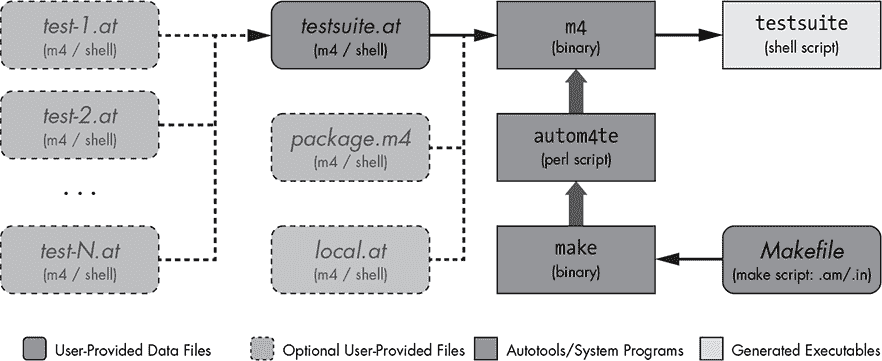 test-1.at
(m4 / shell)
testsuite.at
(m4 / shell)
m4
(binary)
testsuite
(shell script)
test-2.at
(m4 / shell)
package.m4
(m4 / shell)
autom4te
(perl script)
. . .
test-N.at
(m4 / shell)
local.at
(m4 / shell)
make
(binary)
Makefile
(make script: .am/.in)
User-Provided Data Files
Optional User-Provided Files
Autotools/System Programs
Generated Executables